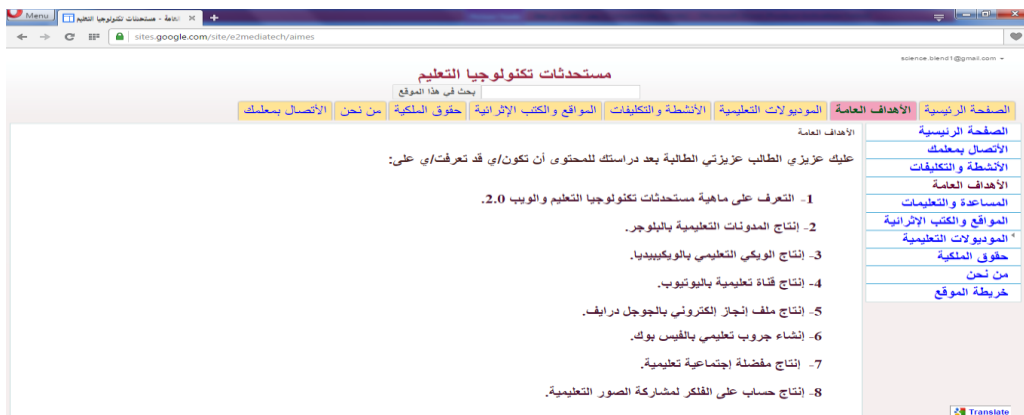 Menu
العامة - مستحدثات تكنولوجيا التعليم
sites.google.com/site/e2mediatech/aimes
science.blend1@gmail.com
مستحدثات تكنولوجيا التعليم
بحث في هذا الموقع
الصفحة الرئيسية الأهداف العامة الموديولات التعليمية الأنشطة والتكليفات المواقع والكتب الإثرائية حقوق الملكية من نحن الأتصال بمعلمك
الصفحة الرئيسية
الأتصال بمعلمك
الأنشطة والتكليفات
الأهداف العامة
المساعدة والتعليمات
المواقع والكتب الإثرائية
الموديولات التعليمية
حقوق الملكية
من نحن
خريطة الموقع
الأهداف العامة
عليك عزيزي الطالب عزيزتي الطالبة بعد دراستك للمحتوى أن تكون/ي قد تعرفت/ي على:
1- التعرف على ماهية مستحدثات تكنولوجيا التعليم والويب 2.0.
2- إنتاج المدونات التعليمية بالبلوجر.
3- إنتاج الويكي التعليمي بالويكيبيديا.
4- إنتاج قناة تعليمية باليوتيوب.
5- إنتاج ملف إنجاز إلكتروني بالجوجل درايف.
6- إنشاء جروب تعليمي بالفيس بوك.
7- إنتاج مفضلة إجتماعية تعليمية.
8- إنتاج حساب على الفلكر لمشاركة الصور التعليمية.
Translate